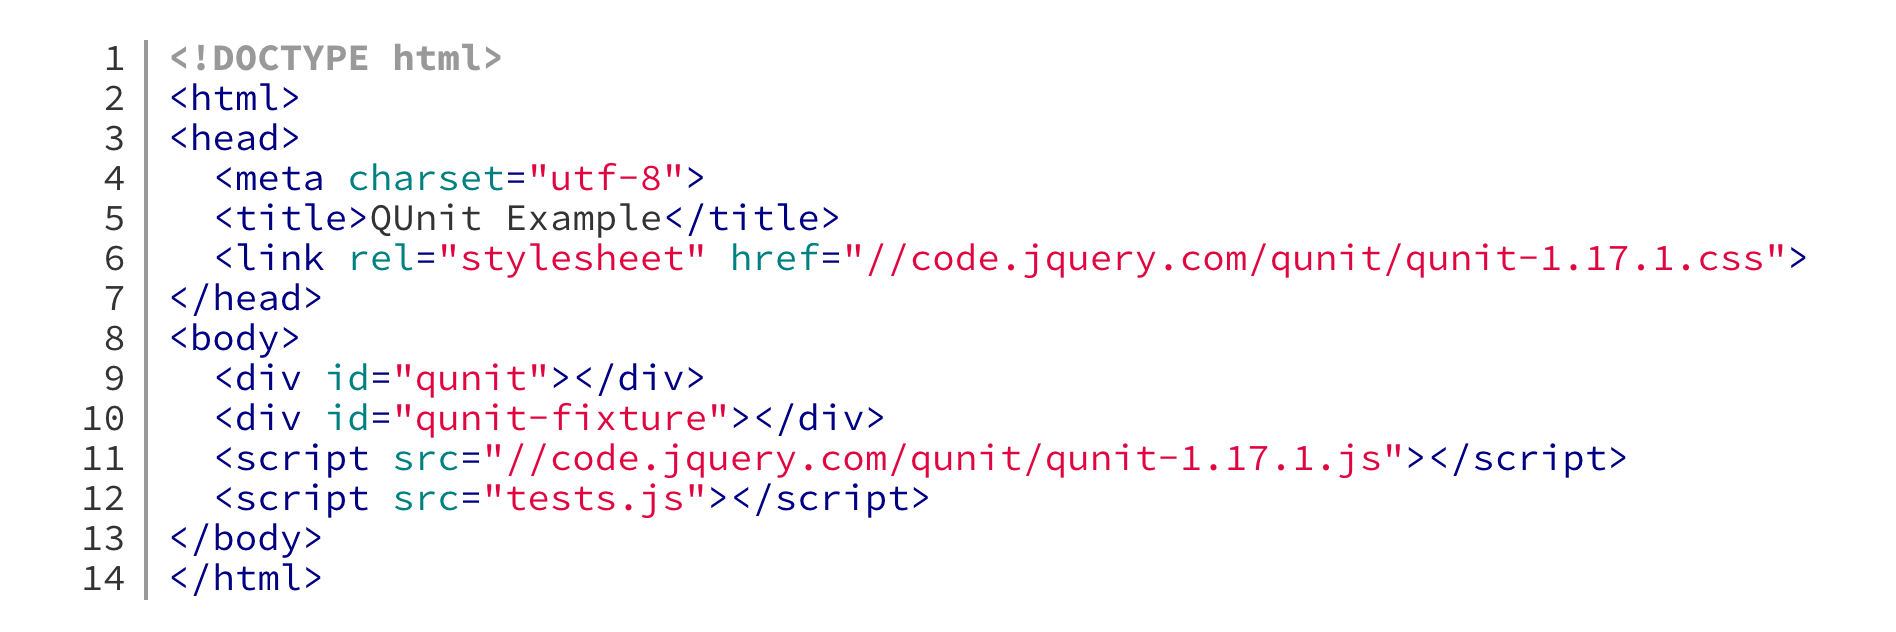 1 <!DOCTYPE html>
2 <html>
3 <head>
4   <meta charset="utf-8">
5   <title>QUnit Example</title>
6   <link rel="stylesheet" href="//code.jquery.com/qunit/qunit-1.17.1.css">
7 </head>
8 <body>
9   <div id="qunit"></div>
10   <div id="qunit-fixture"></div>
11   <script src="//code.jquery.com/qunit/qunit-1.17.1.js"></script>
12   <script src="tests.js"></script>
13 </body>
14 </html>